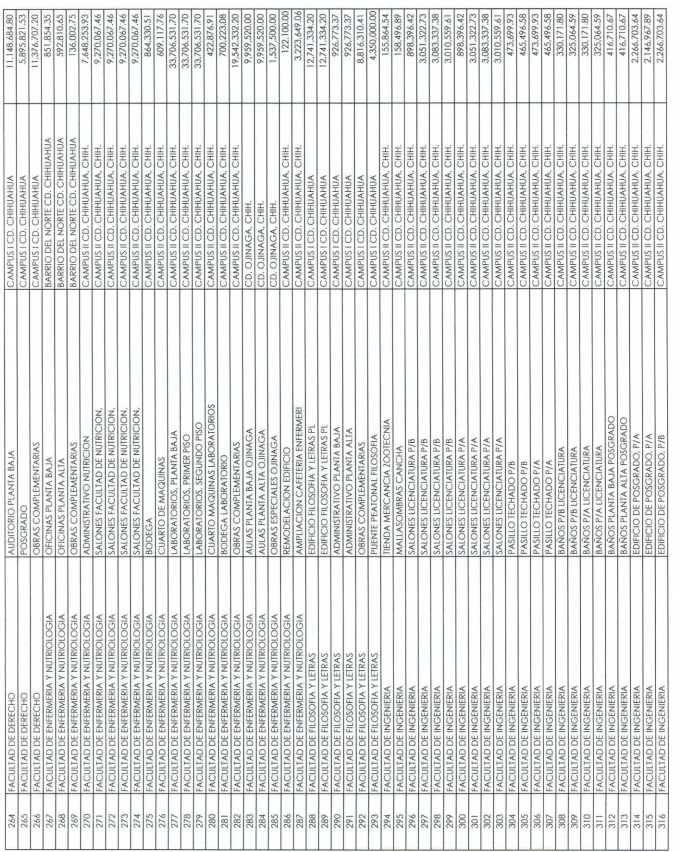 264 FACULTAD DE DERECHO AUDITORIO PLANTA BAJA CAMPUS I CD. CHIHUAHUA 11,148,684.80
265 FACULTAD DE DERECHO POSGRADO CAMPUS I CD. CHIHUAHUA 5,895,821.53
266 FACULTAD DE DERECHO OBRAS COMPLEMENTARIAS CAMPUS I CD. CHIHUAHUA 11,376,707.20
267 FACULTAD DE ENFERMERIA Y NUTRIOLOGIA OFICINAS PLANTA BAJA BARRIO DEL NORTE CD. CHIHUAHUA 851,854.35
268 FACULTAD DE ENFERMERIA Y NUTRIOLOGIA OFICINAS PLANTA ALTA BARRIO DEL NORTE CD. CHIHUAHUA 592,810.65
269 FACULTAD DE ENFERMERIA Y NUTRIOLOGIA OBRAS COMPLEMENTARIAS BARRIO DEL NORTE CD. CHIHUAHUA 136,002.75
270 FACULTAD DE ENFERMERIA Y NUTRIOLOGIA ADMINISTRATIVO NUTRICION CAMPUS II CD. CHIHUAHUA, CHIH. 7,648,253.93
271 FACULTAD DE ENFERMERIA Y NUTRIOLOGIA SALONES FACULTAD DE NUTRICION, CAMPUS II CD. CHIHUAHUA, CHIH. 9,270,067.46
272 FACULTAD DE ENFERMERIA Y NUTRIOLOGIA SALONES FACULTAD DE NUTRICION, CAMPUS II CD. CHIHUAHUA, CHIH. 9,270,067.46
273 FACULTAD DE ENFERMERIA Y NUTRIOLOGIA SALONES FACULTAD DE NUTRICION, CAMPUS II CD. CHIHUAHUA, CHIH. 9,270,067.46
274 FACULTAD DE ENFERMERIA Y NUTRIOLOGIA SALONES FACULTAD DE NUTRICION, CAMPUS II CD. CHIHUAHUA, CHIH. 9,270,067.46
275 FACULTAD DE ENFERMERIA Y NUTRIOLOGIA BODEGA CAMPUS II CD. CHIHUAHUA, CHIH. 864,330.51
276 FACULTAD DE ENFERMERIA Y NUTRIOLOGIA CUARTO DE MAQUINAS CAMPUS II CD. CHIHUAHUA, CHIH. 609,117.76
277 FACULTAD DE ENFERMERIA Y NUTRIOLOGIA LABORATORIOS, PLANTA BAJA CAMPUS II CD. CHIHUAHUA, CHIH. 33,706,531.70
278 FACULTAD DE ENFERMERIA Y NUTRIOLOGIA LABORATORIOS, PRIMER PISO CAMPUS II CD. CHIHUAHUA, CHIH. 33,706,531.70
279 FACULTAD DE ENFERMERIA Y NUTRIOLOGIA LABORATORIOS, SEGUNDO PISO CAMPUS II CD. CHIHUAHUA, CHIH. 33,706,531.70
280 FACULTAD DE ENFERMERIA Y NUTRIOLOGIA CUARTO MAQUINAS LABORATORIOS CAMPUS II CD. CHIHUAHUA, CHIH. 422,876.91
281 FACULTAD DE ENFERMERIA Y NUTRIOLOGIA BODEGA LABORATORIO CAMPUS II CD. CHIHUAHUA, CHIH. 700,223.08
282 FACULTAD DE ENFERMERIA Y NUTRIOLOGIA OBRAS COMPLEMENTARIAS CAMPUS II CD. CHIHUAHUA, CHIH. 19,542,332.20
283 FACULTAD DE ENFERMERIA Y NUTRIOLOGIA AULAS PLANTA BAJA OJINAGA CD. OJINAGA, CHIH. 9,959,520.00
284 FACULTAD DE ENFERMERIA Y NUTRIOLOGIA AULAS PLANTA ALTA OJINAGA CD. OJINAGA, CHIH. 9,959,520.00
285 FACULTAD DE ENFERMERIA Y NUTRIOLOGIA OBRAS ESPECIALES OJINAGA CD. OJINAGA, CHIH. 1,537,500.00
286 FACULTAD DE ENFERMERIA Y NUTRIOLOGIA REMODELACION EDIFICIO CAMPUS II CD. CHIHUAHUA, CHIH. 122,100.00
287 FACULTAD DE ENFERMERIA Y NUTRIOLOGIA AMPLIACION CAFETERIA ENFERMERI CAMPUS II CD. CHIHUAHUA, CHIH. 3,223,649.06
288 FACULTAD DE FILOSOFIA Y LETRAS EDIFICIO FILOSOFIA Y LETRAS PL CAMPUS I CD. CHIHUAHUA 12,741,334.20
289 FACULTAD DE FILOSOFIA Y LETRAS EDIFICIO FILOSOFIA Y LETRAS PL CAMPUS I CD. CHIHUAHUA 12,741,334.20
290 FACULTAD DE FILOSOFIA Y LETRAS ADMINISTRATIVO PLANTA BAJA CAMPUS I CD. CHIHUAHUA 926,773.37
291 FACULTAD DE FILOSOFIA Y LETRAS ADMINISTRATIVO PLANTA ALTA CAMPUS I CD. CHIHUAHUA 926,773.37
292 FACULTAD DE FILOSOFIA Y LETRAS OBRAS COMPLEMENTARIAS CAMPUS I CD. CHIHUAHUA 8,816,310.41
293 FACULTAD DE FILOSOFIA Y LETRAS PUENTE PEATONAL FILOSOFIA CAMPUS I CD. CHIHUAHUA 4,350,000.00
294 FACULTAD DE INGENIERIA TIENDA MERCANCIA ZOOTECNIA CAMPUS II CD. CHIHUAHUA, CHIH. 155,864.54
295 FACULTAD DE INGENIERIA MALLASOMBRAS CANCHA CAMPUS II CD. CHIHUAHUA, CHIH. 158,496.89
296 FACULTAD DE INGENIERIA SALONES LICENCIATURA P/B CAMPUS II CD. CHIHUAHUA, CHIH. 898,396.42
297 FACULTAD DE INGENIERIA SALONES LICENCIATURA P/B CAMPUS II CD. CHIHUAHUA, CHIH. 3,051,322.73
298 FACULTAD DE INGENIERIA SALONES LICENCIATURA P/B CAMPUS II CD. CHIHUAHUA, CHIH. 3,083,337.38
299 FACULTAD DE INGENIERIA SALONES LICENCIATURA P/B CAMPUS II CD. CHIHUAHUA, CHIH. 3,010,559.61
300 FACULTAD DE INGENIERIA SALONES LICENCIATURA P/A CAMPUS II CD. CHIHUAHUA, CHIH. 898,396.42
301 FACULTAD DE INGENIERIA SALONES LICENCIATURA P/A CAMPUS II CD. CHIHUAHUA, CHIH. 3,051,322.73
302 FACULTAD DE INGENIERIA SALONES LICENCIATURA P/A CAMPUS II CD. CHIHUAHUA, CHIH. 3,083,337.38
303 FACULTAD DE INGENIERIA SALONES LICENCIATURA P/A CAMPUS II CD. CHIHUAHUA, CHIH. 3,010,559.61
304 FACULTAD DE INGENIERIA PASILLO TECHADO P/B CAMPUS II CD. CHIHUAHUA, CHIH. 473,699.93
305 FACULTAD DE INGENIERIA PASILLO TECHADO P/B CAMPUS II CD. CHIHUAHUA, CHIH. 465,496.58
306 FACULTAD DE INGENIERIA PASILLO TECHADO P/A CAMPUS II CD. CHIHUAHUA, CHIH. 473,699.93
307 FACULTAD DE INGENIERIA PASILLO TECHADO P/A CAMPUS II CD. CHIHUAHUA, CHIH. 465,496.58
308 FACULTAD DE INGENIERIA BAÑOS P/B LICENCIATURA CAMPUS II CD. CHIHUAHUA, CHIH. 330,171.80
309 FACULTAD DE INGENIERIA BAÑOS P/B LICENCIATURA CAMPUS II CD. CHIHUAHUA, CHIH. 325,064.59
310 FACULTAD DE INGENIERIA BAÑOS P/A LICENCIATURA CAMPUS II CD. CHIHUAHUA, CHIH. 330,171.80
311 FACULTAD DE INGENIERIA BAÑOS P/A LICENCIATURA CAMPUS II CD. CHIHUAHUA, CHIH. 325,064.59
312 FACULTAD DE INGENIERIA BAÑOS PLANTA BAJA POSGRADO CAMPUS II CD. CHIHUAHUA, CHIH. 416,710.67
313 FACULTAD DE INGENIERIA BAÑOS PLANTA ALTA POSGRADO CAMPUS II CD. CHIHUAHUA, CHIH. 416,710.67
314 FACULTAD DE INGENIERIA EDIFICIO DE POSGRADO, P/A CAMPUS II CD. CHIHUAHUA, CHIH. 2,266,703.64
315 FACULTAD DE INGENIERIA EDIFICIO DE POSGRADO, P/A CAMPUS II CD. CHIHUAHUA, CHIH. 2,146,967.89
316 FACULTAD DE INGENIERIA EDIFICIO DE POSGRADO, P/B CAMPUS II CD. CHIHUAHUA, CHIH. 2,266,703.64